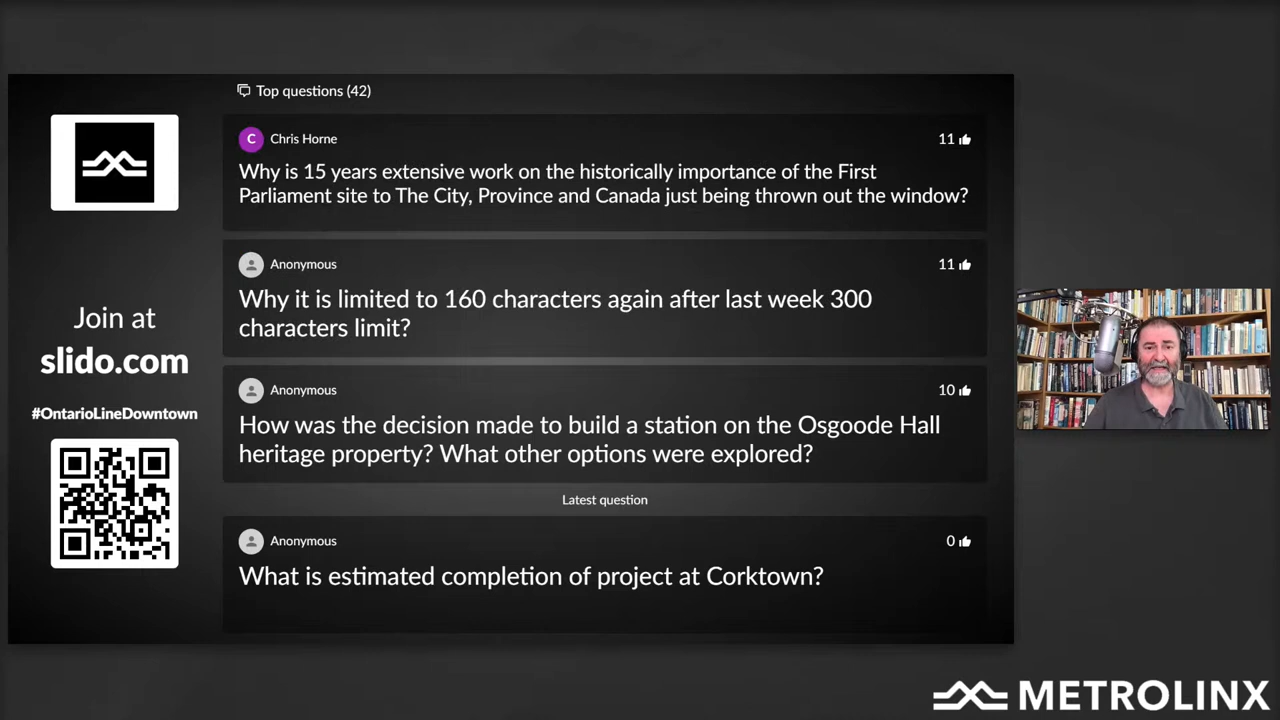 Top questions (42)
C
Chris Horne
11
Why is 15 years extensive work on the historically importance of the First
Parliament site to The City, Province and Canada just being thrown out the window?
Anonymous
11
Why it is limited to 160 characters again after last week 300
characters limit?
Join at
slido.com
#OntarioLineDowntown
Anonymous
10
How was the decision made to build a station on the Osgoode Hall
heritage property? What other options were explored?
Latest question
Anonymous
0
What is estimated completion of project at Corktown?
METROLINX